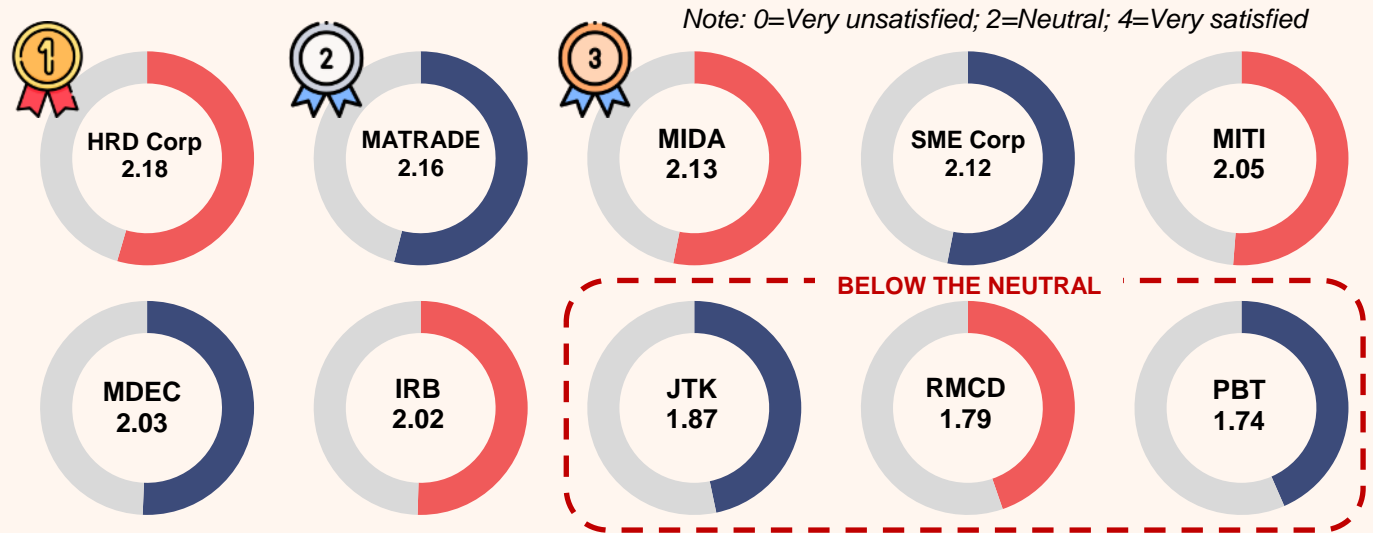 Note: 0=Very unsatisfied; 2=Neutral; 4=Very satisfied
1
2
3
HRD Corp
2.18
MATRADE
2.16
MIDA
2.13
SME Corp
2.12
MITI
2.05
BELOW THE NEUTRAL
MDEC
2.03
IRB
2.02
JTK
1.87
RMCD
1.79
PBT
1.74